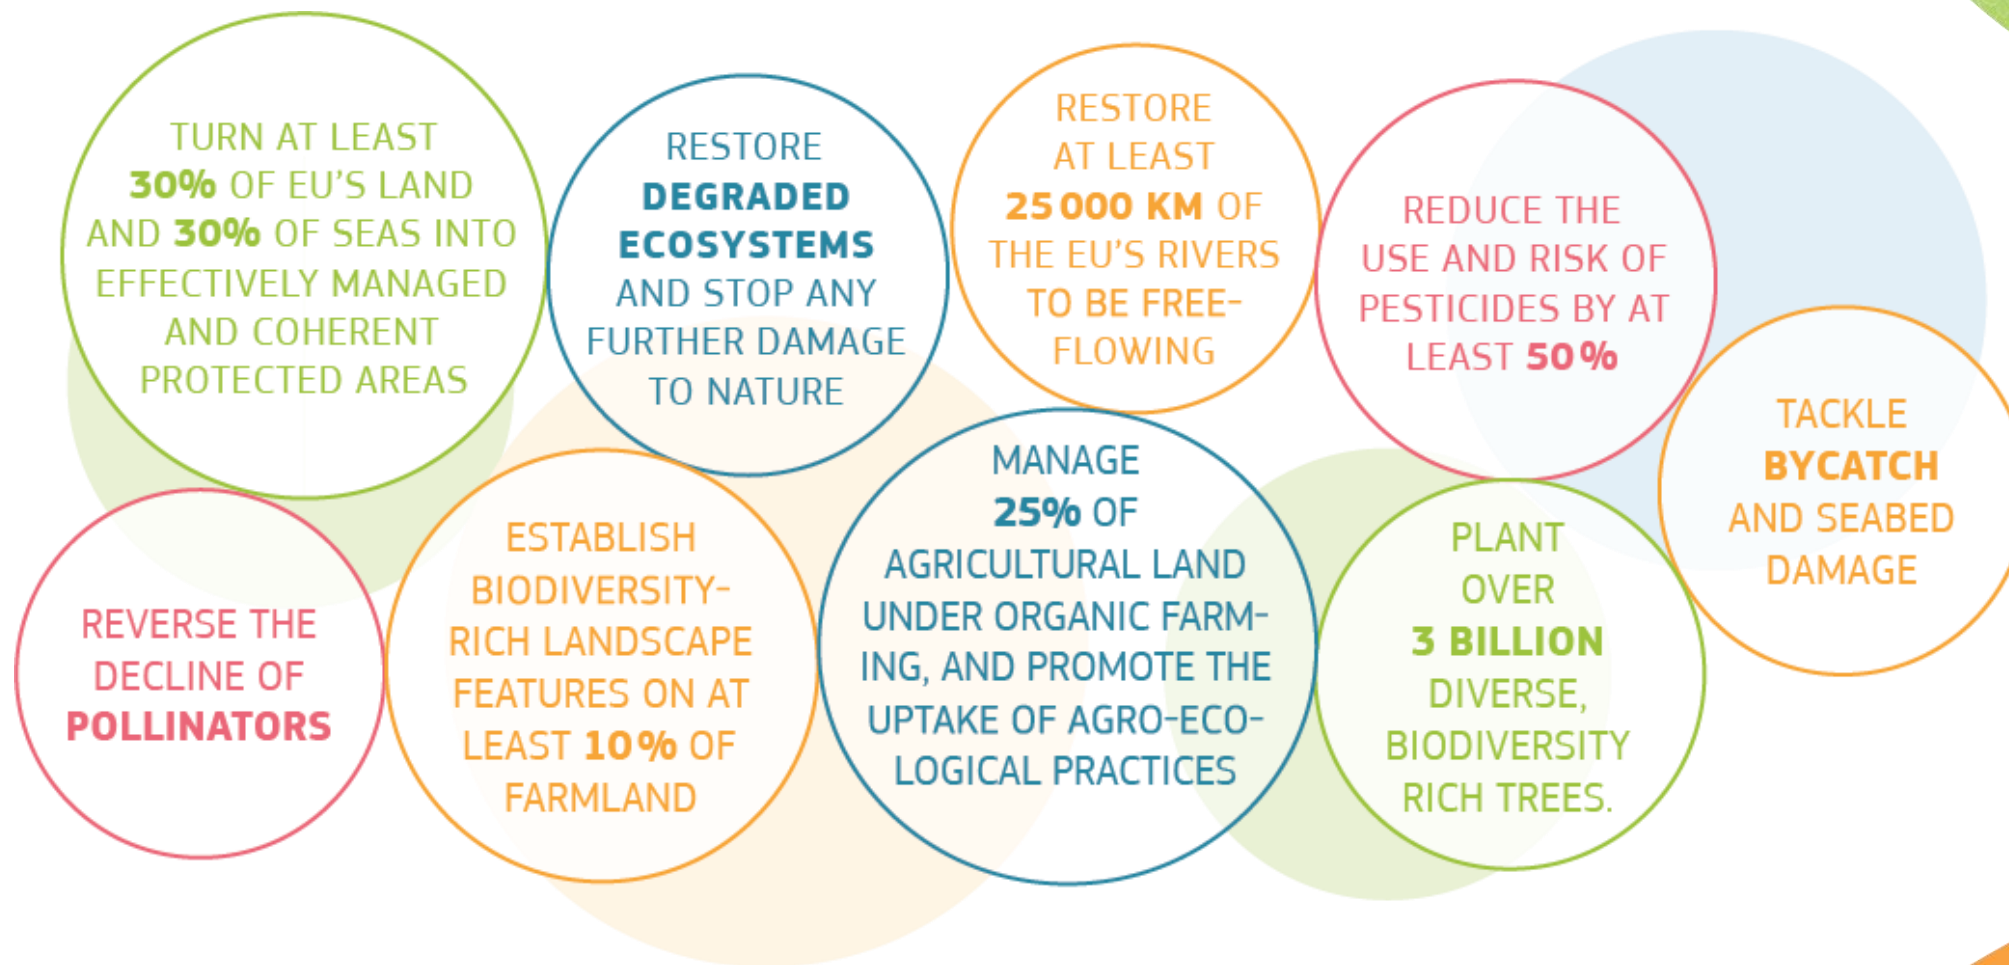 TURN AT LEAST
30% OF EU'S LAND
AND 30% OF SEAS INTO
EFFECTIVELY MANAGED
AND COHERENT
PROTECTED AREAS
RESTORE
DEGRADED
ECOSYSTEMS
AND STOP ANY
FURTHER DAMAGE
TO NATURE
RESTORE
AT LEAST
25 000 KM OF
THE EU'S RIVERS
TO BE FREE-
FLOWING
REDUCE THE
USE AND RISK OF
PESTICIDES BY AT
LEAST 50%
TACKLE
BYCATCH
AND SEABED
DAMAGE
REVERSE THE
DECLINE OF
POLLINATORS
ESTABLISH
BIODIVERSITY-
RICH LANDSCAPE
FEATURES ON AT
LEAST 10% OF
FARMLAND
MANAGE
25% OF
AGRICULTURAL LAND
UNDER ORGANIC FARM-
ING, AND PROMOTE THE
UPTAKE OF AGRO-ECO-
LOGICAL PRACTICES
PLANT
OVER
3 BILLION
DIVERSE,
BIODIVERSITY
RICH TREES.